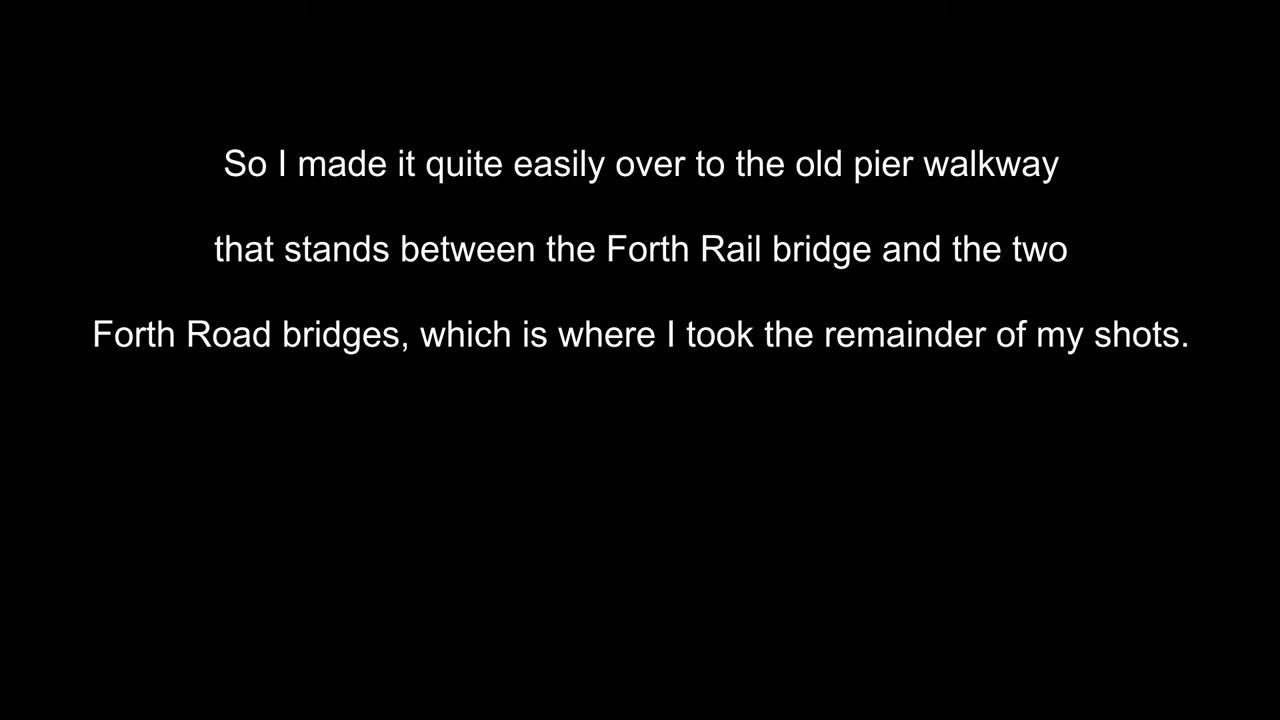 So I made it quite easily over to the old pier walkway
that stands between the Forth Rail bridge and the two
Forth Road bridges, which is where I took the remainder of my shots.